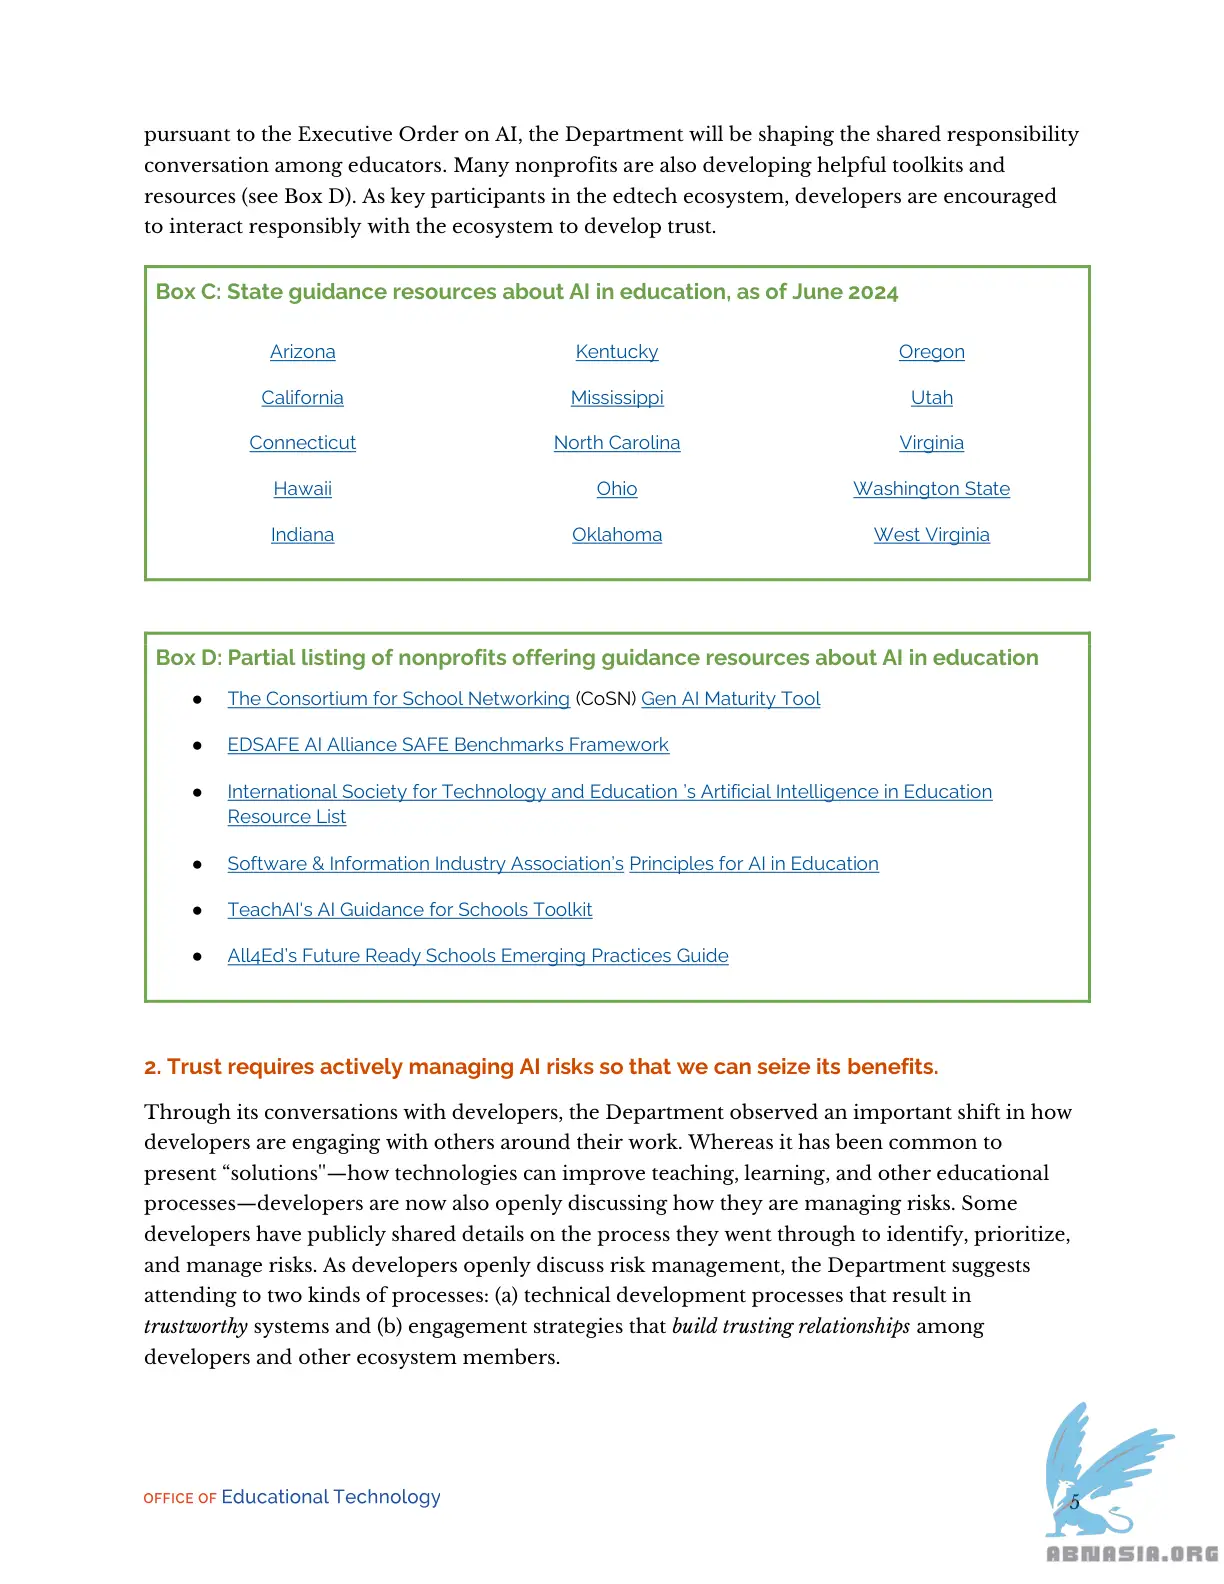 pursuant to the Executive Order on AI, the Department will be shaping the shared responsibility
conversation among educators. Many nonprofits are also developing helpful toolkits and
resources (see Box D). As key participants in the edtech ecosystem, developers are encouraged
to interact responsibly with the ecosystem to develop trust.
Box C: State guidance resources about AI in education, as of June 2024
Arizona Kentucky Oregon
California Mississippi Utah
Connecticut North Carolina Virginia
Hawaii Ohio Washington State
Indiana Oklahoma West Virginia
Box D: Partial listing of nonprofits offering guidance resources about AI in education
● The Consortium for School Networking (CoSN) Gen AI Maturity Tool
● EDSAFE AI Alliance SAFE Benchmarks Framework
● International Society for Technology and Education 's Artificial Intelligence in Education
Resource List
● Software & Information Industry Association's Principles for AI in Education
● TeachAI's AI Guidance for Schools Toolkit
● All4Ed's Future Ready Schools Emerging Practices Guide
2. Trust requires actively managing AI risks so that we can seize its benefits.
Through its conversations with developers, the Department observed an important shift in how
developers are engaging with others around their work. Whereas it has been common to
present “solutions"—how technologies can improve teaching, learning, and other educational
processes—developers are now also openly discussing how they are managing risks. Some
developers have publicly shared details on the process they went through to identify, prioritize,
and manage risks. As developers openly discuss risk management, the Department suggests
attending to two kinds of processes: (a) technical development processes that result in
trustworthy systems and (b) engagement strategies that build trusting relationships among
developers and other ecosystem members.
OFFICE OF Educational Technology
5
ABNASIA.ORG